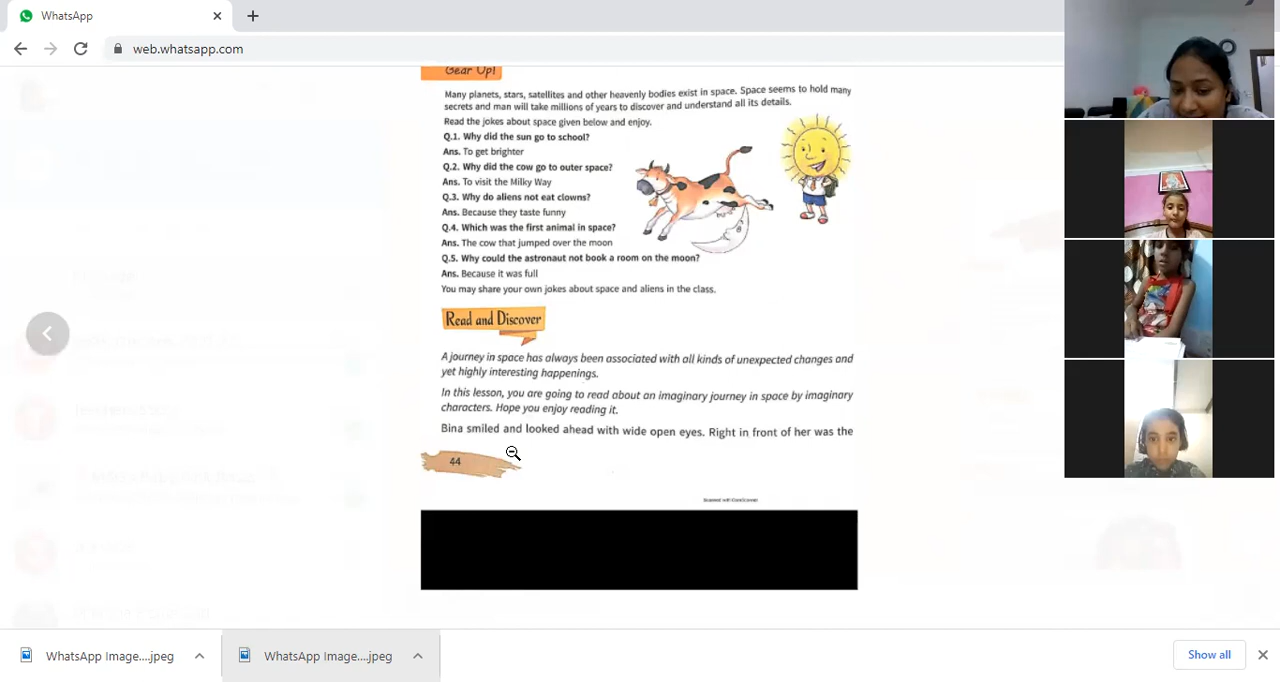 WhatsApp
web.whatsapp.com
Gear Up!
Many planets, stars, satellites and other heavenly bodies exist in space. Space seems to hold many
secrets and man will take millions of years to discover and understand all its details.
Read the jokes about space given below and enjoy.
Q.1. Why did the sun go to school?
Ans. To get brighter
Q.2. Why did the cow go to outer space?
Ans. To visit the Milky Way
Q.3. Why do aliens not eat clowns?
Ans. Because they taste funny
Q.4. Which was the first animal in space?
Ans. The cow that jumped over the moon
Q.5. Why could the astronaut not book a room on the moon?
Ans. Because it was full
You may share your own jokes about space and aliens in the class.
Read and Discover
A journey in space has always been associated with all kinds of unexpected changes and
yet highly interesting happenings.
In this lesson, you are going to read about an imaginary journey in space by imaginary
characters. Hope you enjoy reading it.
Bina smiled and looked ahead with wide open eyes. Right in front of her was the
44
Scanned with CamScanner
WhatsApp Image....jpeg
WhatsApp Image....jpeg
Show all